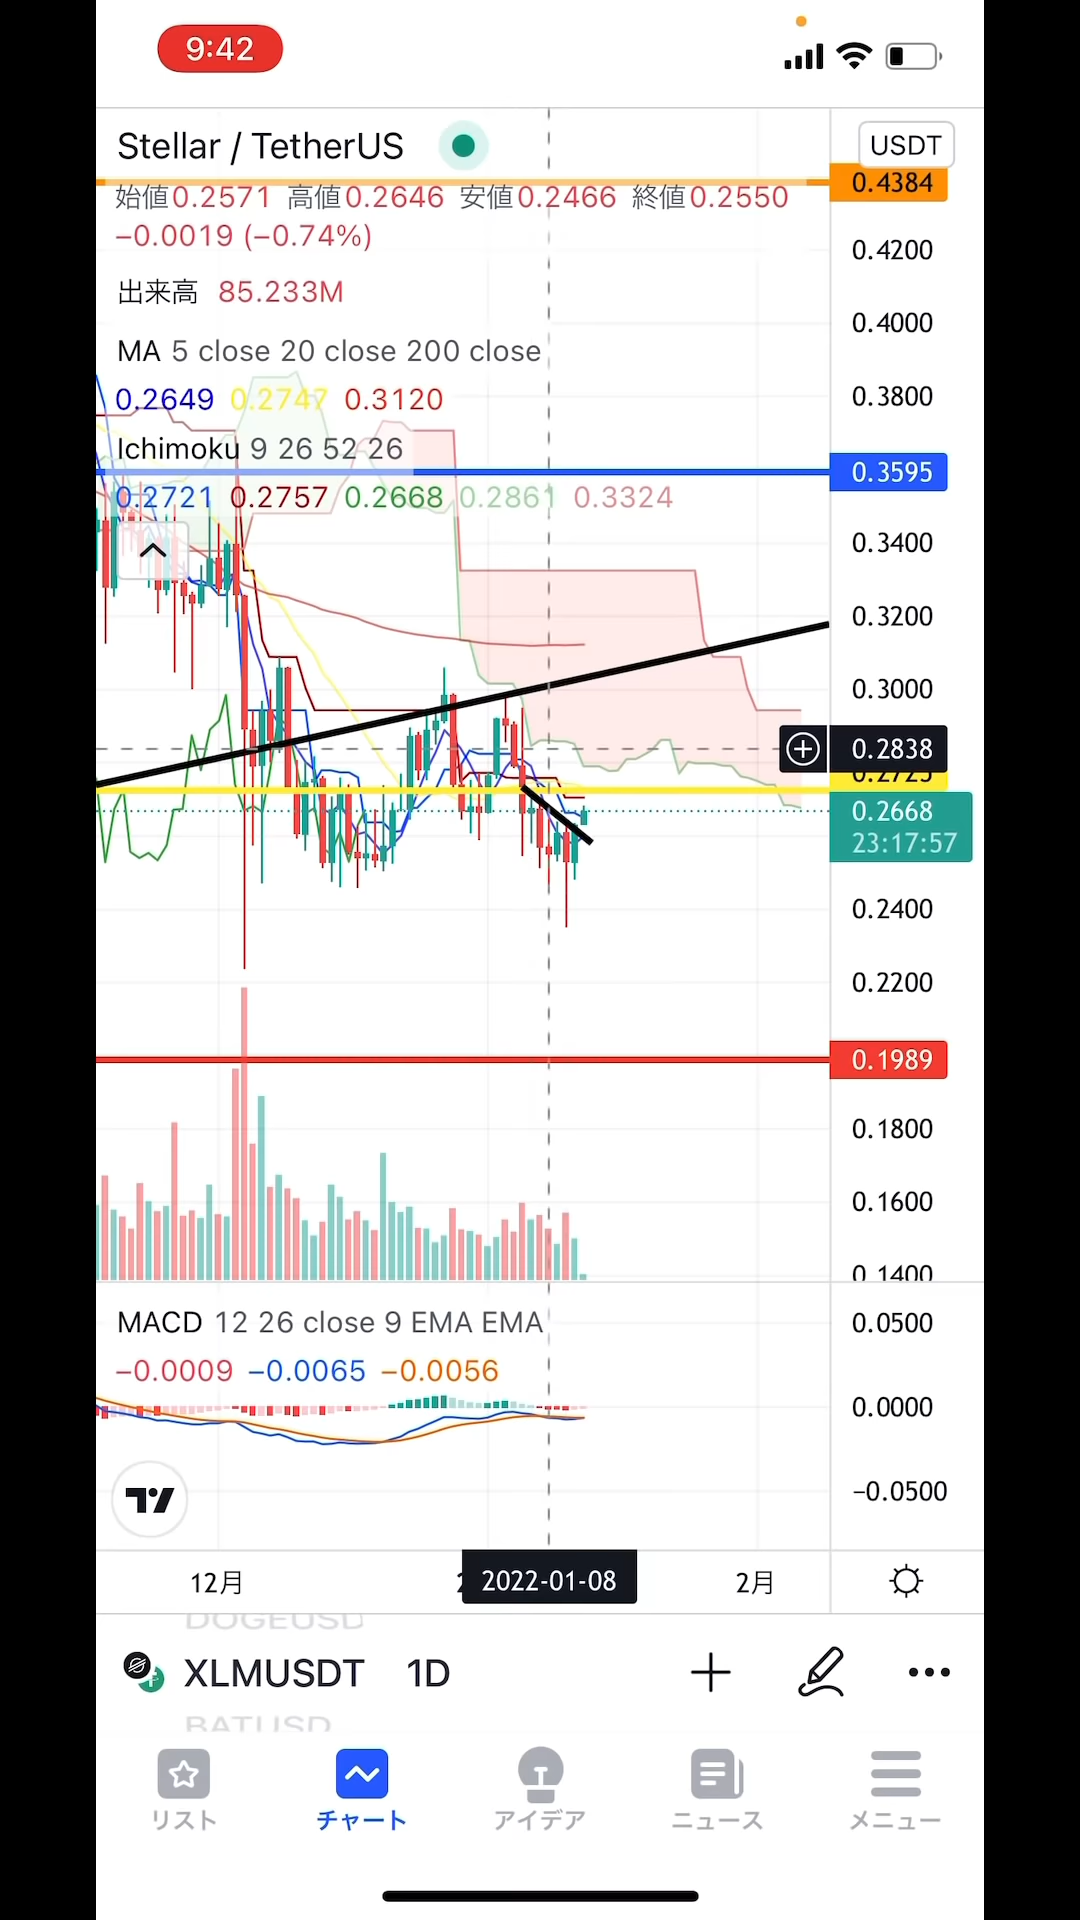 9:42
Stellar / TetherUS
USDT
0.4384
始値0.2571 高値0.2646 安値0.2466 終値0.2550
−0.0019 (−0.74%)
0.4200
出来高 85.233M
0.4000
MA 5 close 20 close 200 close
0.2649 0.2747 0.3120
0.3800
Ichimoku 9 26 52 26
0.3595
0.2721 0.2757 0.2668 0.2861 0.3324
0.3400
0.3200
0.3000
0.2838
0.2725
0.2668
23:17:57
0.2400
0.2200
0.1989
0.1800
0.1600
0.1400
MACD 12 26 close 9 EMA EMA
0.0500
−0.0009 −0.0065 −0.0056
0.0000
−0.0500
12月
2022-01-08
2月
DOGEUSD
XLMUSDT 1D
BATUSD
リスト
チャート
アイデア
ニュース
メニュー